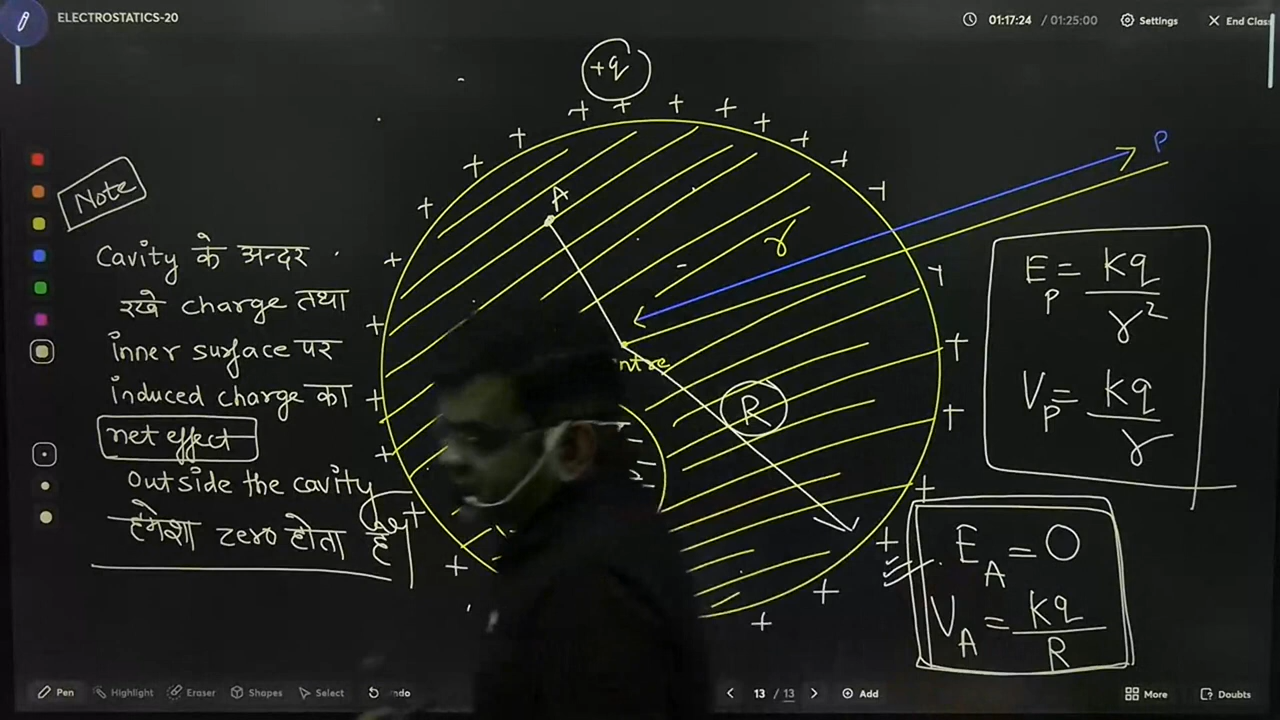 ELECTROSTATICS-20
01:17:24 / 01:25:00
Settings
End Class
+q
Note
Cavity के अन्दर
रखे charge तथा
inner surface पर
induced charge का
net effect
outside the cavity
हमेशा zero होता है
A
P
r
R
E_P = Kq/r²
V_P = Kq/r
E_A = 0
V_A = Kq/R
Pen
Highlight
Eraser
Shapes
Select
13 / 13
Add
More
Doubts